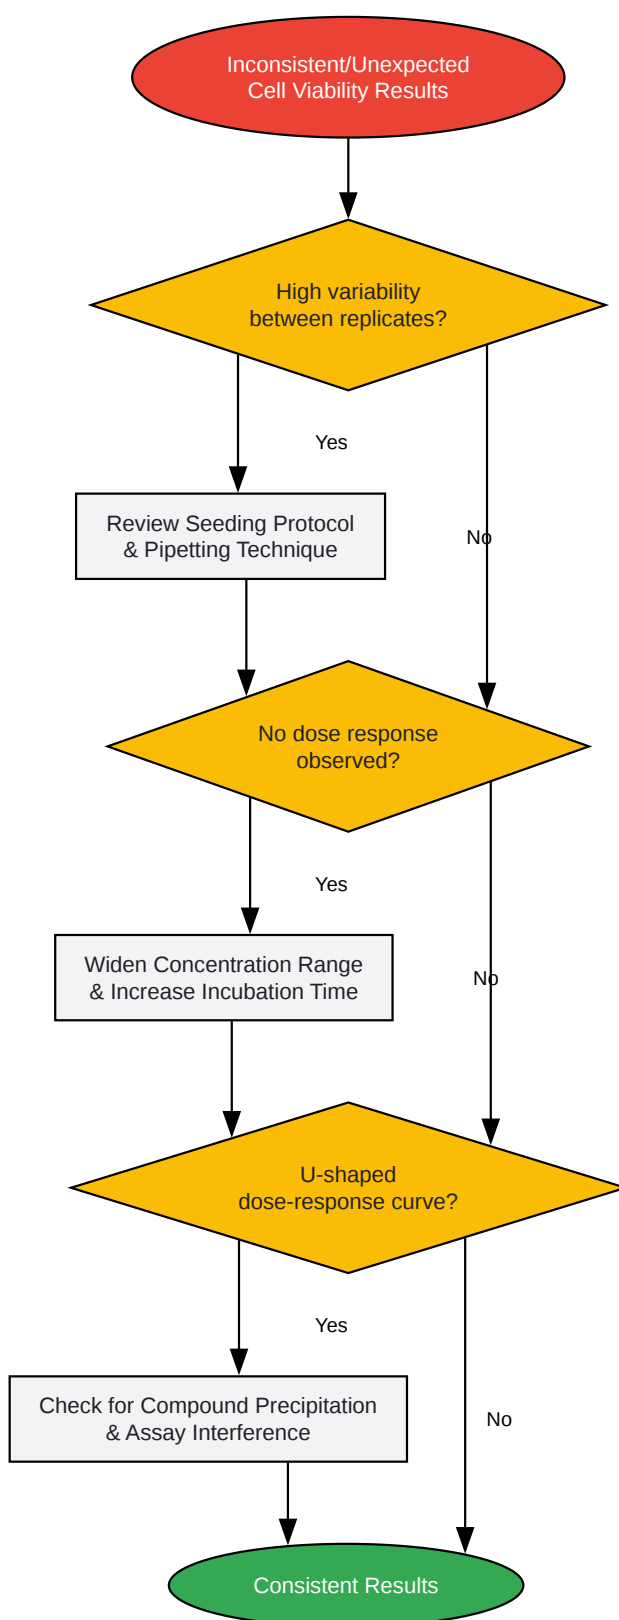 Inconsistent/Unexpected
Cell Viability Results
High variability
between replicates?
Yes
Review Seeding Protocol
& Pipetting Technique
No
No dose response
observed?
Yes
Widen Concentration Range
& Increase Incubation Time
No
U-shaped
dose-response curve?
Yes
Check for Compound Precipitation
& Assay Interference
No
Consistent Results